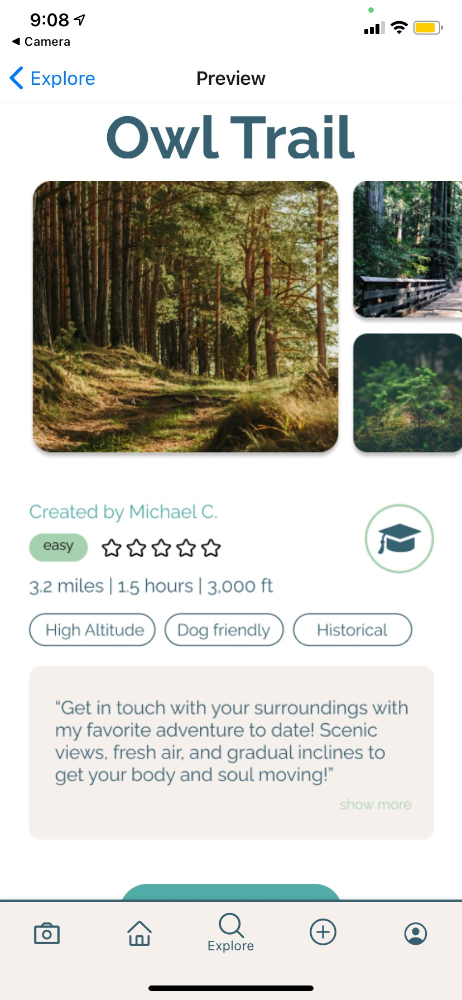 9:08
Camera
Explore
Preview
Owl Trail
Created by Michael C.
easy
3.2 miles | 1.5 hours | 3,000 ft
High Altitude
Dog friendly
Historical
“Get in touch with your surroundings with
my favorite adventure to date! Scenic
views, fresh air, and gradual inclines to
get your body and soul moving!”
show more
Explore